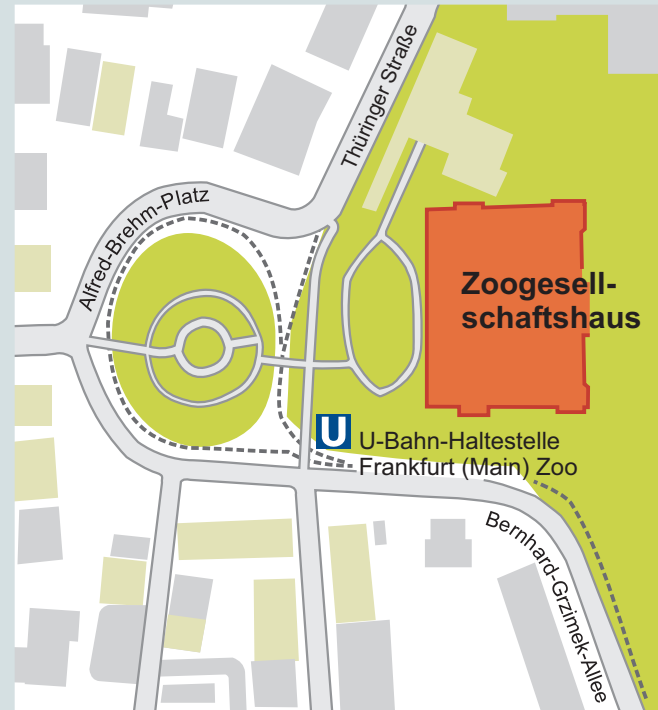 Thüringer Straße
Alfred-Brehm-Platz
Zoogesell-
schaftshaus
U
U-Bahn-Haltestelle
Frankfurt (Main) Zoo
Bernhard-Grzimek-Allee